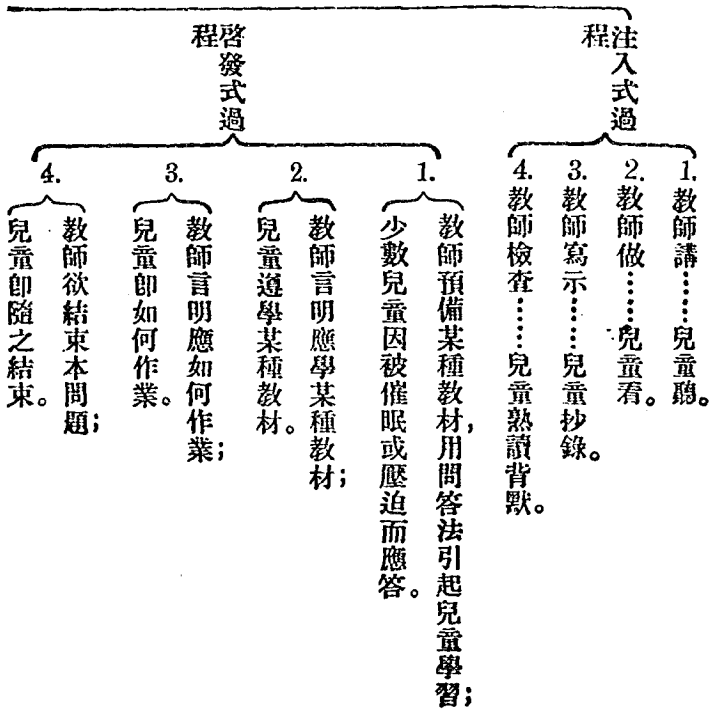 注入式過
程
1. 教師講……兒童聽。
2. 教師做……兒童看。
3. 教師寫示……兒童抄錄。
4. 教師檢查……兒童熟讀背默。
啓發式過
程
1.
教師預備某種教材，用問答法引起兒童學習；
少數兒童因被催眠或壓迫而應答。
2.
教師言明應學某種教材；
兒童遵學某種教材。
3.
教師言明應如何作業；
兒童卽如何作業。
4.
教師欲結束本問題；
兒童卽隨之結束。